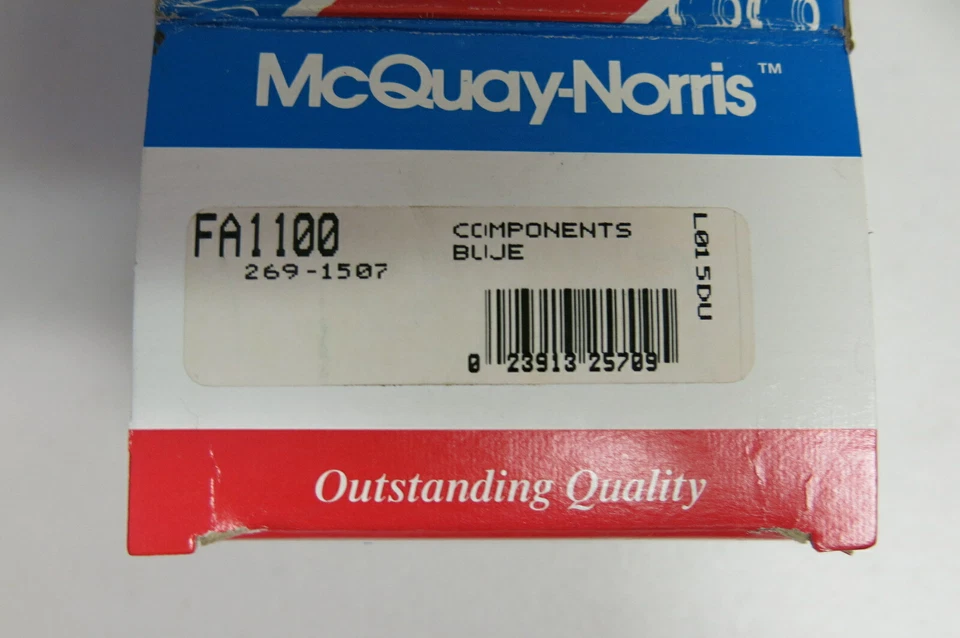 McQuay-Norris™
FA1100
269-1507
COMPONENTS
BUJE
L015DU
0 23913 25709
Outstanding Quality